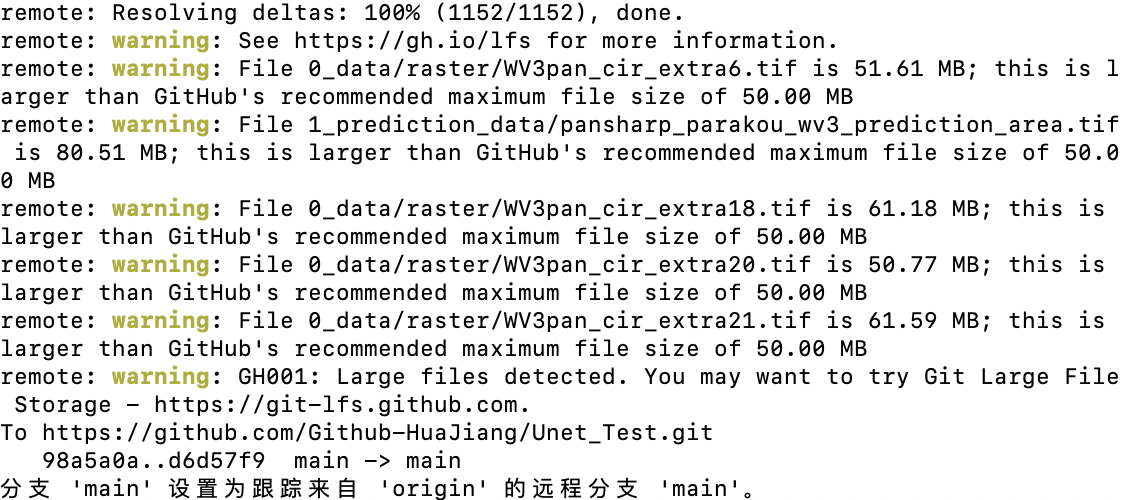 remote: Resolving deltas: 100% (1152/1152), done.
remote: warning: See https://gh.io/lfs for more information.
remote: warning: File 0_data/raster/WV3pan_cir_extra6.tif is 51.61 MB; this is l
arger than GitHub's recommended maximum file size of 50.00 MB
remote: warning: File 1_prediction_data/pansharp_parakou_wv3_prediction_area.tif
 is 80.51 MB; this is larger than GitHub's recommended maximum file size of 50.0
0 MB
remote: warning: File 0_data/raster/WV3pan_cir_extra18.tif is 61.18 MB; this is
larger than GitHub's recommended maximum file size of 50.00 MB
remote: warning: File 0_data/raster/WV3pan_cir_extra20.tif is 50.77 MB; this is
larger than GitHub's recommended maximum file size of 50.00 MB
remote: warning: File 0_data/raster/WV3pan_cir_extra21.tif is 61.59 MB; this is
larger than GitHub's recommended maximum file size of 50.00 MB
remote: warning: GH001: Large files detected. You may want to try Git Large File
 Storage - https://git-lfs.github.com.
To https://github.com/Github-HuaJiang/Unet_Test.git
   98a5a0a..d6d57f9  main -> main
分支 'main' 设置为跟踪来自 'origin' 的远程分支 'main'。